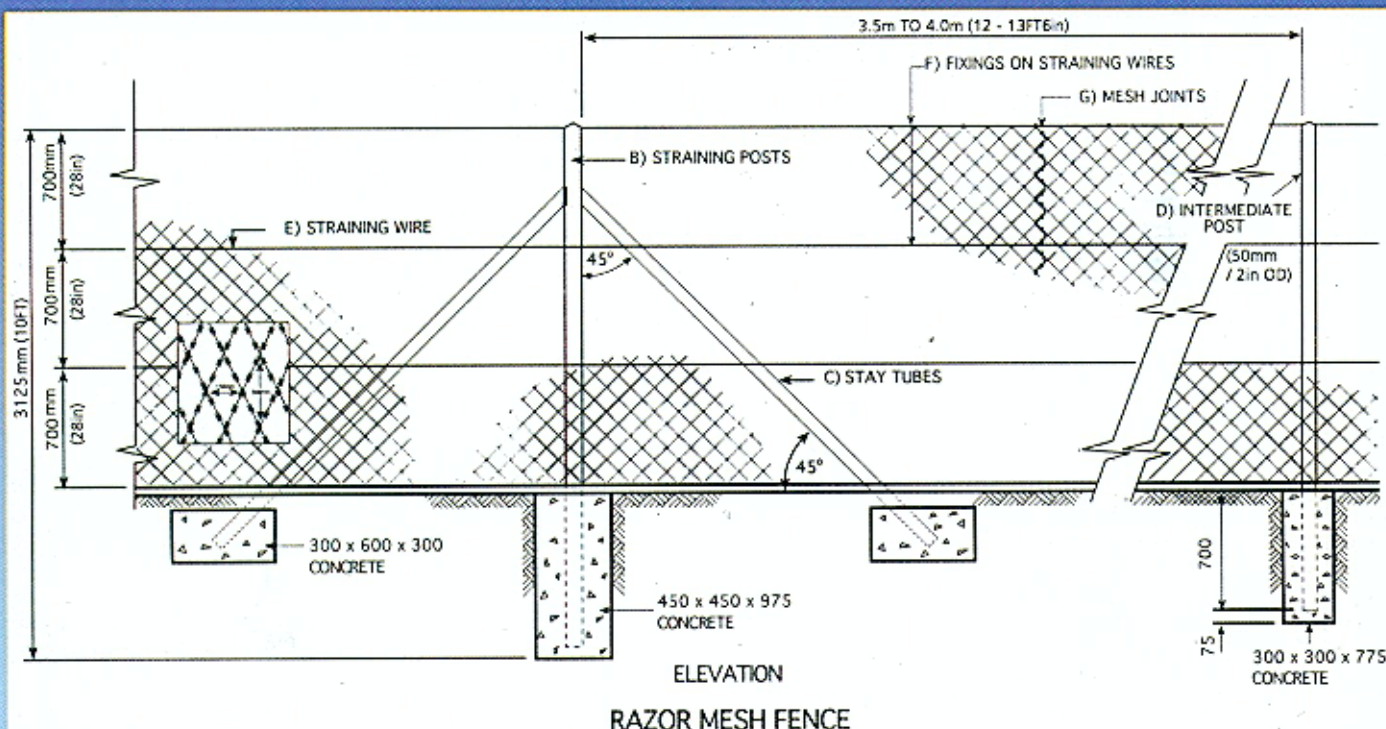 3.5m TO 4.0m (12 - 13FT6in)
F) FIXINGS ON STRAINING WIRES
G) MESH JOINTS
B) STRAINING POSTS
E) STRAINING WIRE
D) INTERMEDIATE
POST
(50mm
/ 2in OD)
3125 mm (10FT)
700mm
(28in)
700mm
(28in)
700mm
(28in)
45°
C) STAY TUBES
45°
300 x 600 x 300
CONCRETE
450 x 450 x 975
CONCRETE
700
75
300 x 300 x 775
CONCRETE
ELEVATION
RAZOR MESH FENCE